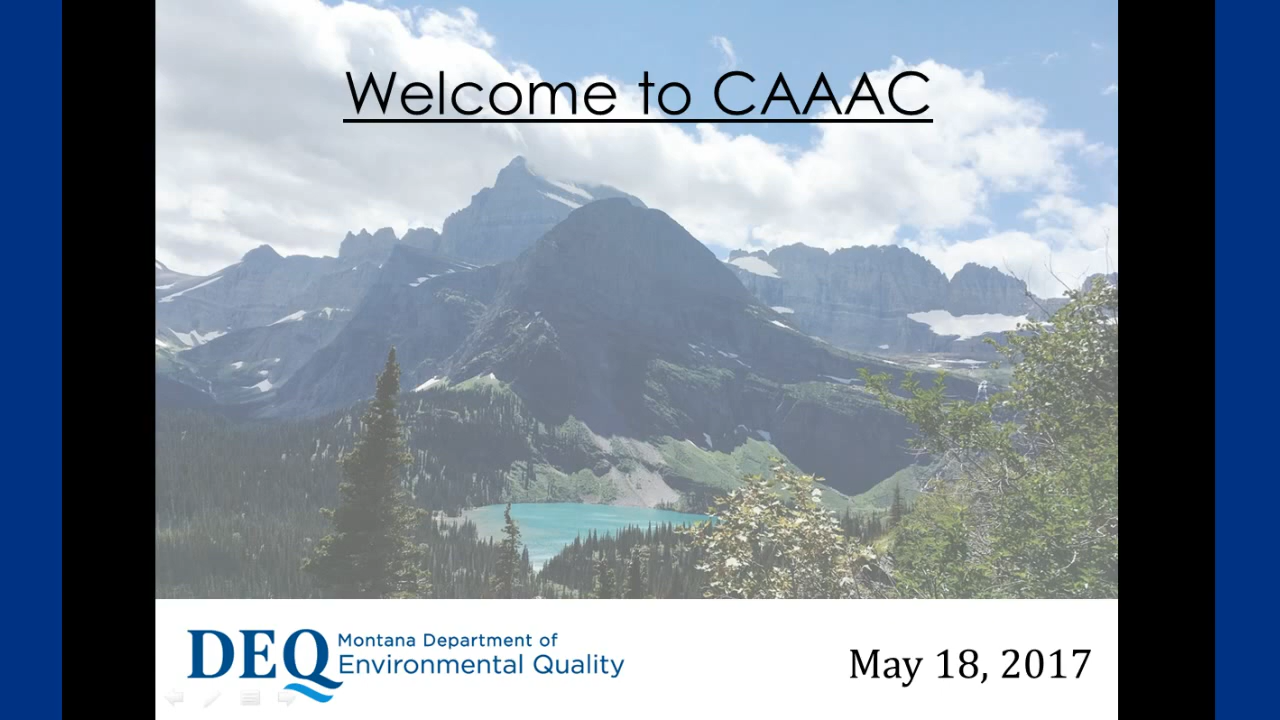 Welcome to CAAAC
DEQ
Montana Department of
Environmental Quality
May 18, 2017